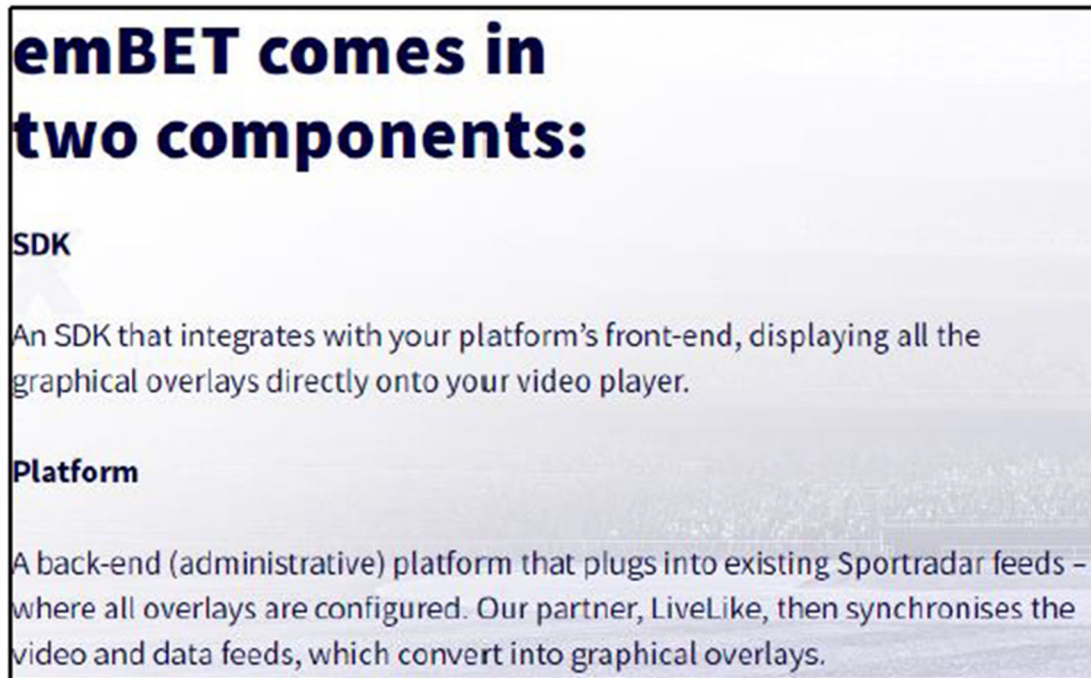 emBET comes in
two components:
SDK
An SDK that integrates with your platform’s front-end, displaying all the
graphical overlays directly onto your video player.
Platform
A back-end (administrative) platform that plugs into existing Sportradar feeds –
where all overlays are configured. Our partner, LiveLike, then synchronises the
video and data feeds, which convert into graphical overlays.